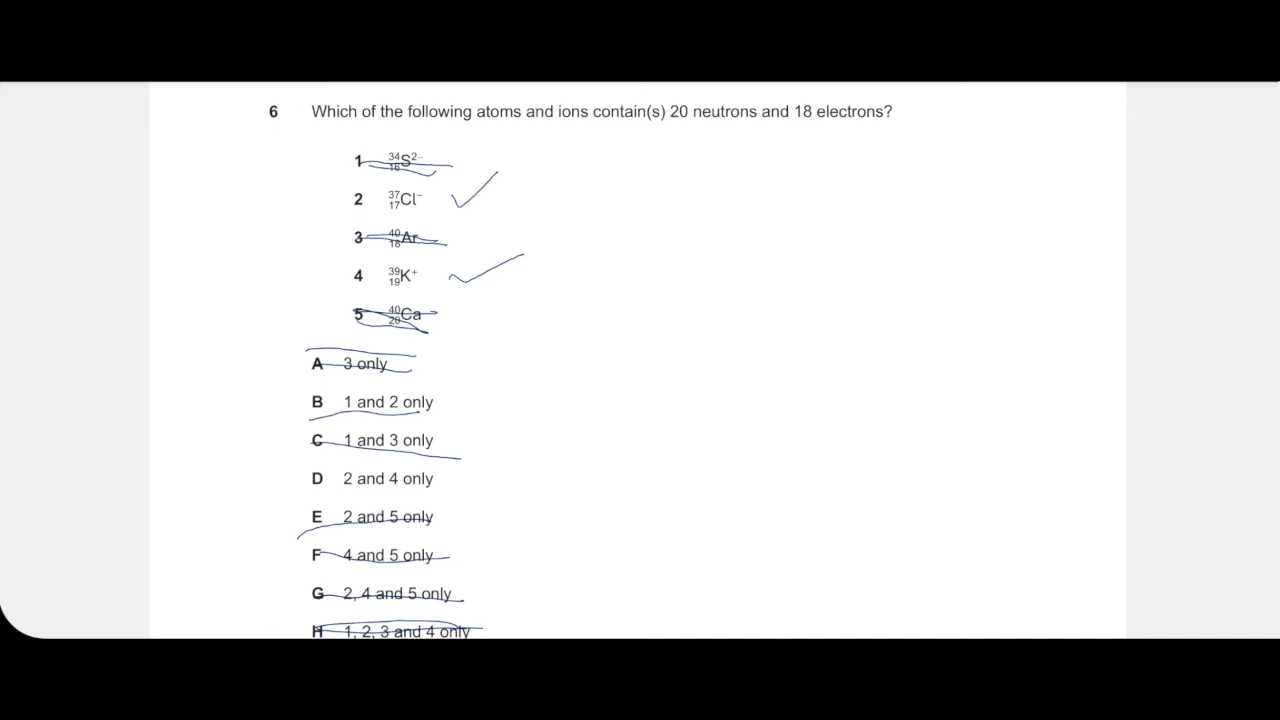 6 Which of the following atoms and ions contain(s) 20 neutrons and 18 electrons?
1 ³⁴₁₆S²⁻
2 ³⁷₁₇Cl⁻
3 ⁴⁰₁₈Ar
4 ³⁹₁₉K⁺
5 ⁴⁰₂₀Ca
A 3 only
B 1 and 2 only
C 1 and 3 only
D 2 and 4 only
E 2 and 5 only
F 4 and 5 only
G 2, 4 and 5 only
H 1, 2, 3 and 4 only